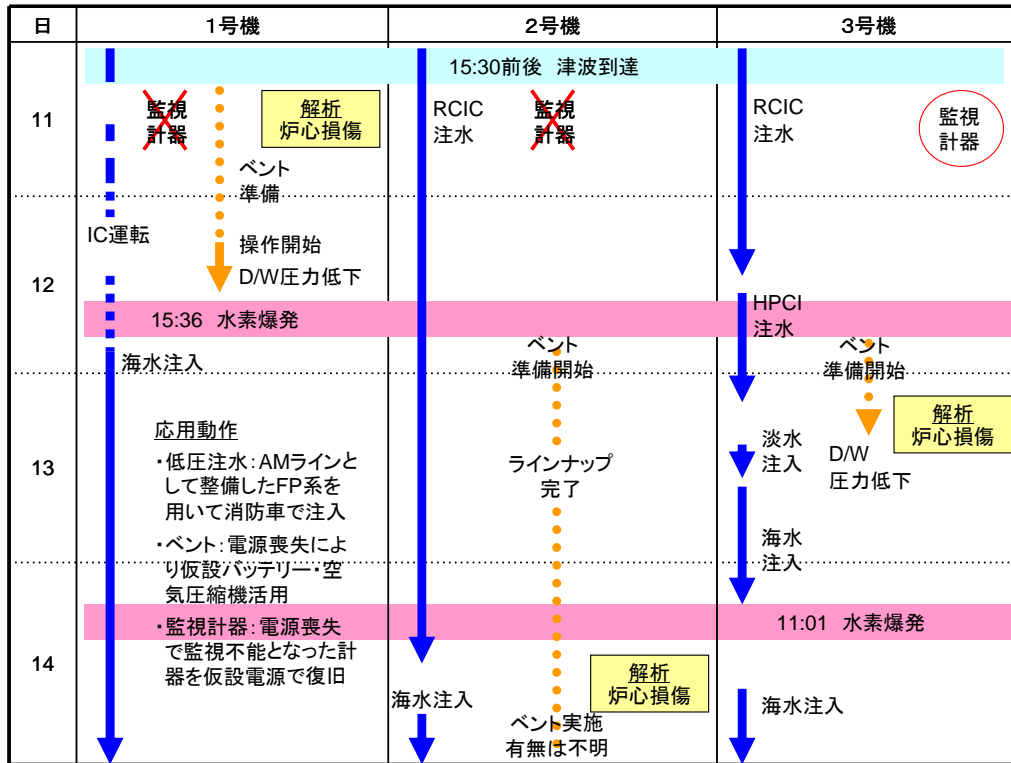 日
1号機
2号機
3号機
15:30前後 津波到達
11
監視
計器
解析
炉心損傷
ベント
準備
RCIC
注水
監視
計器
RCIC
注水
監視
計器
12
IC運転
操作開始
D/W圧力低下
HPCI
注水
15:36 水素爆発
海水注入
ベント
準備開始
ベント
準備開始
13
応用動作
・低圧注水：AMラインと
して整備したFP系を
用いて消防車で注入
・ベント：電源喪失によ
り仮設バッテリー・空
気圧縮機活用
・監視計器：電源喪失
で監視不能となった計
器を仮設電源で復旧
ラインナップ
完了
淡水
注入
D/W
圧力低下
解析
炉心損傷
海水
注入
11:01 水素爆発
14
海水注入
解析
炉心損傷
ベント実施
有無は不明
海水注入